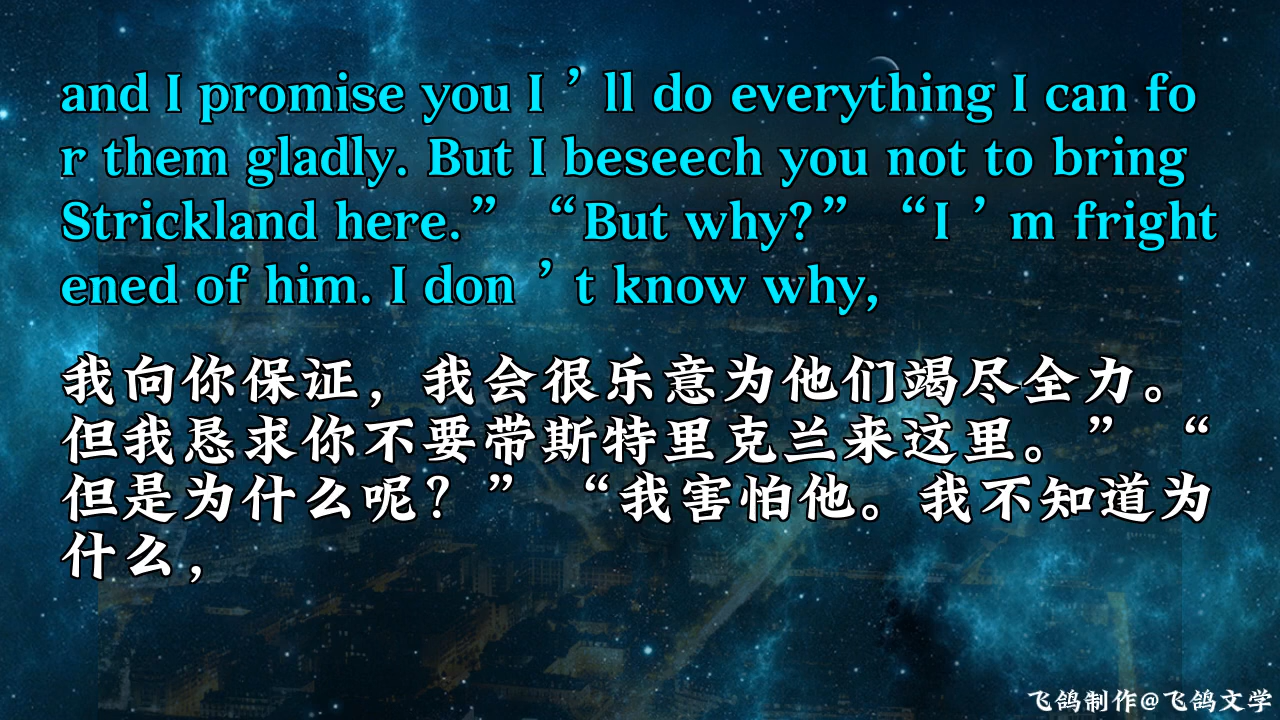 and I promise you I ’ ll do everything I can fo
r them gladly. But I beseech you not to bring
Strickland here.” “But why?” “I ’ m fright
ened of him. I don ’ t know why,
我向你保证，我会很乐意为他们竭尽全力。
但我恳求你不要带斯特里克兰来这里。” “
但是为什么呢？” “我害怕他。我不知道为
什么，
飞鸽制作@飞鸽文学